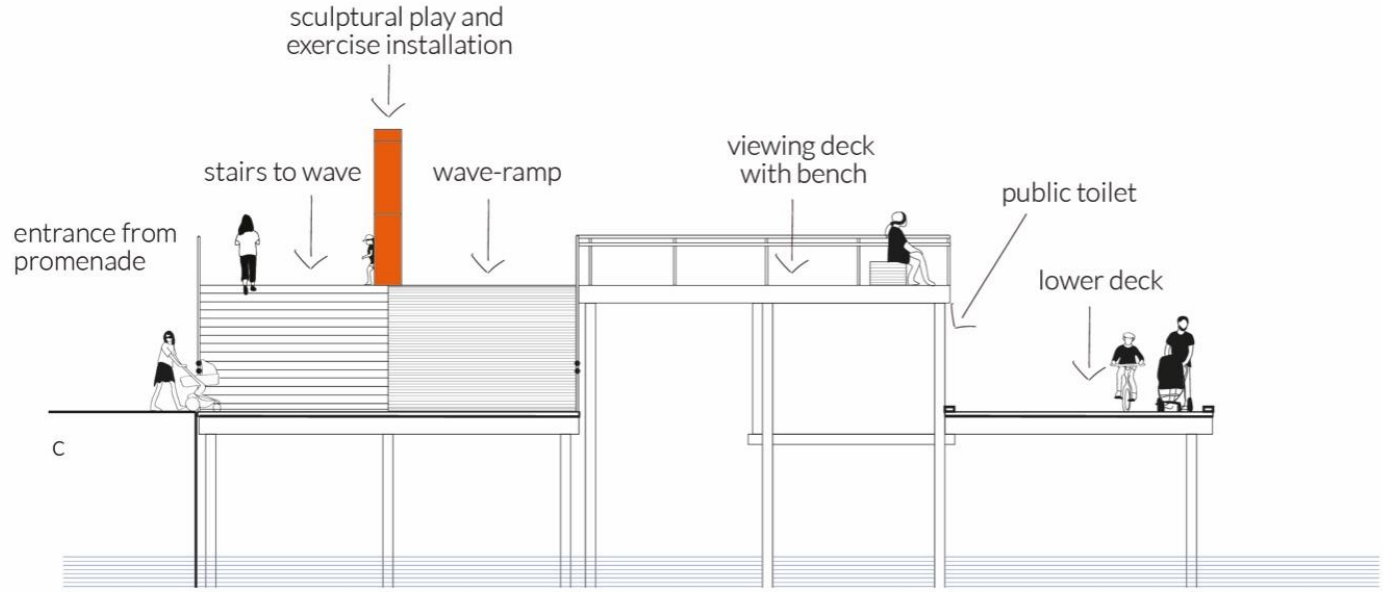 sculptural play and
exercise installation
stairs to wave
wave-ramp
viewing deck
with bench
public toilet
entrance from
promenade
lower deck
C